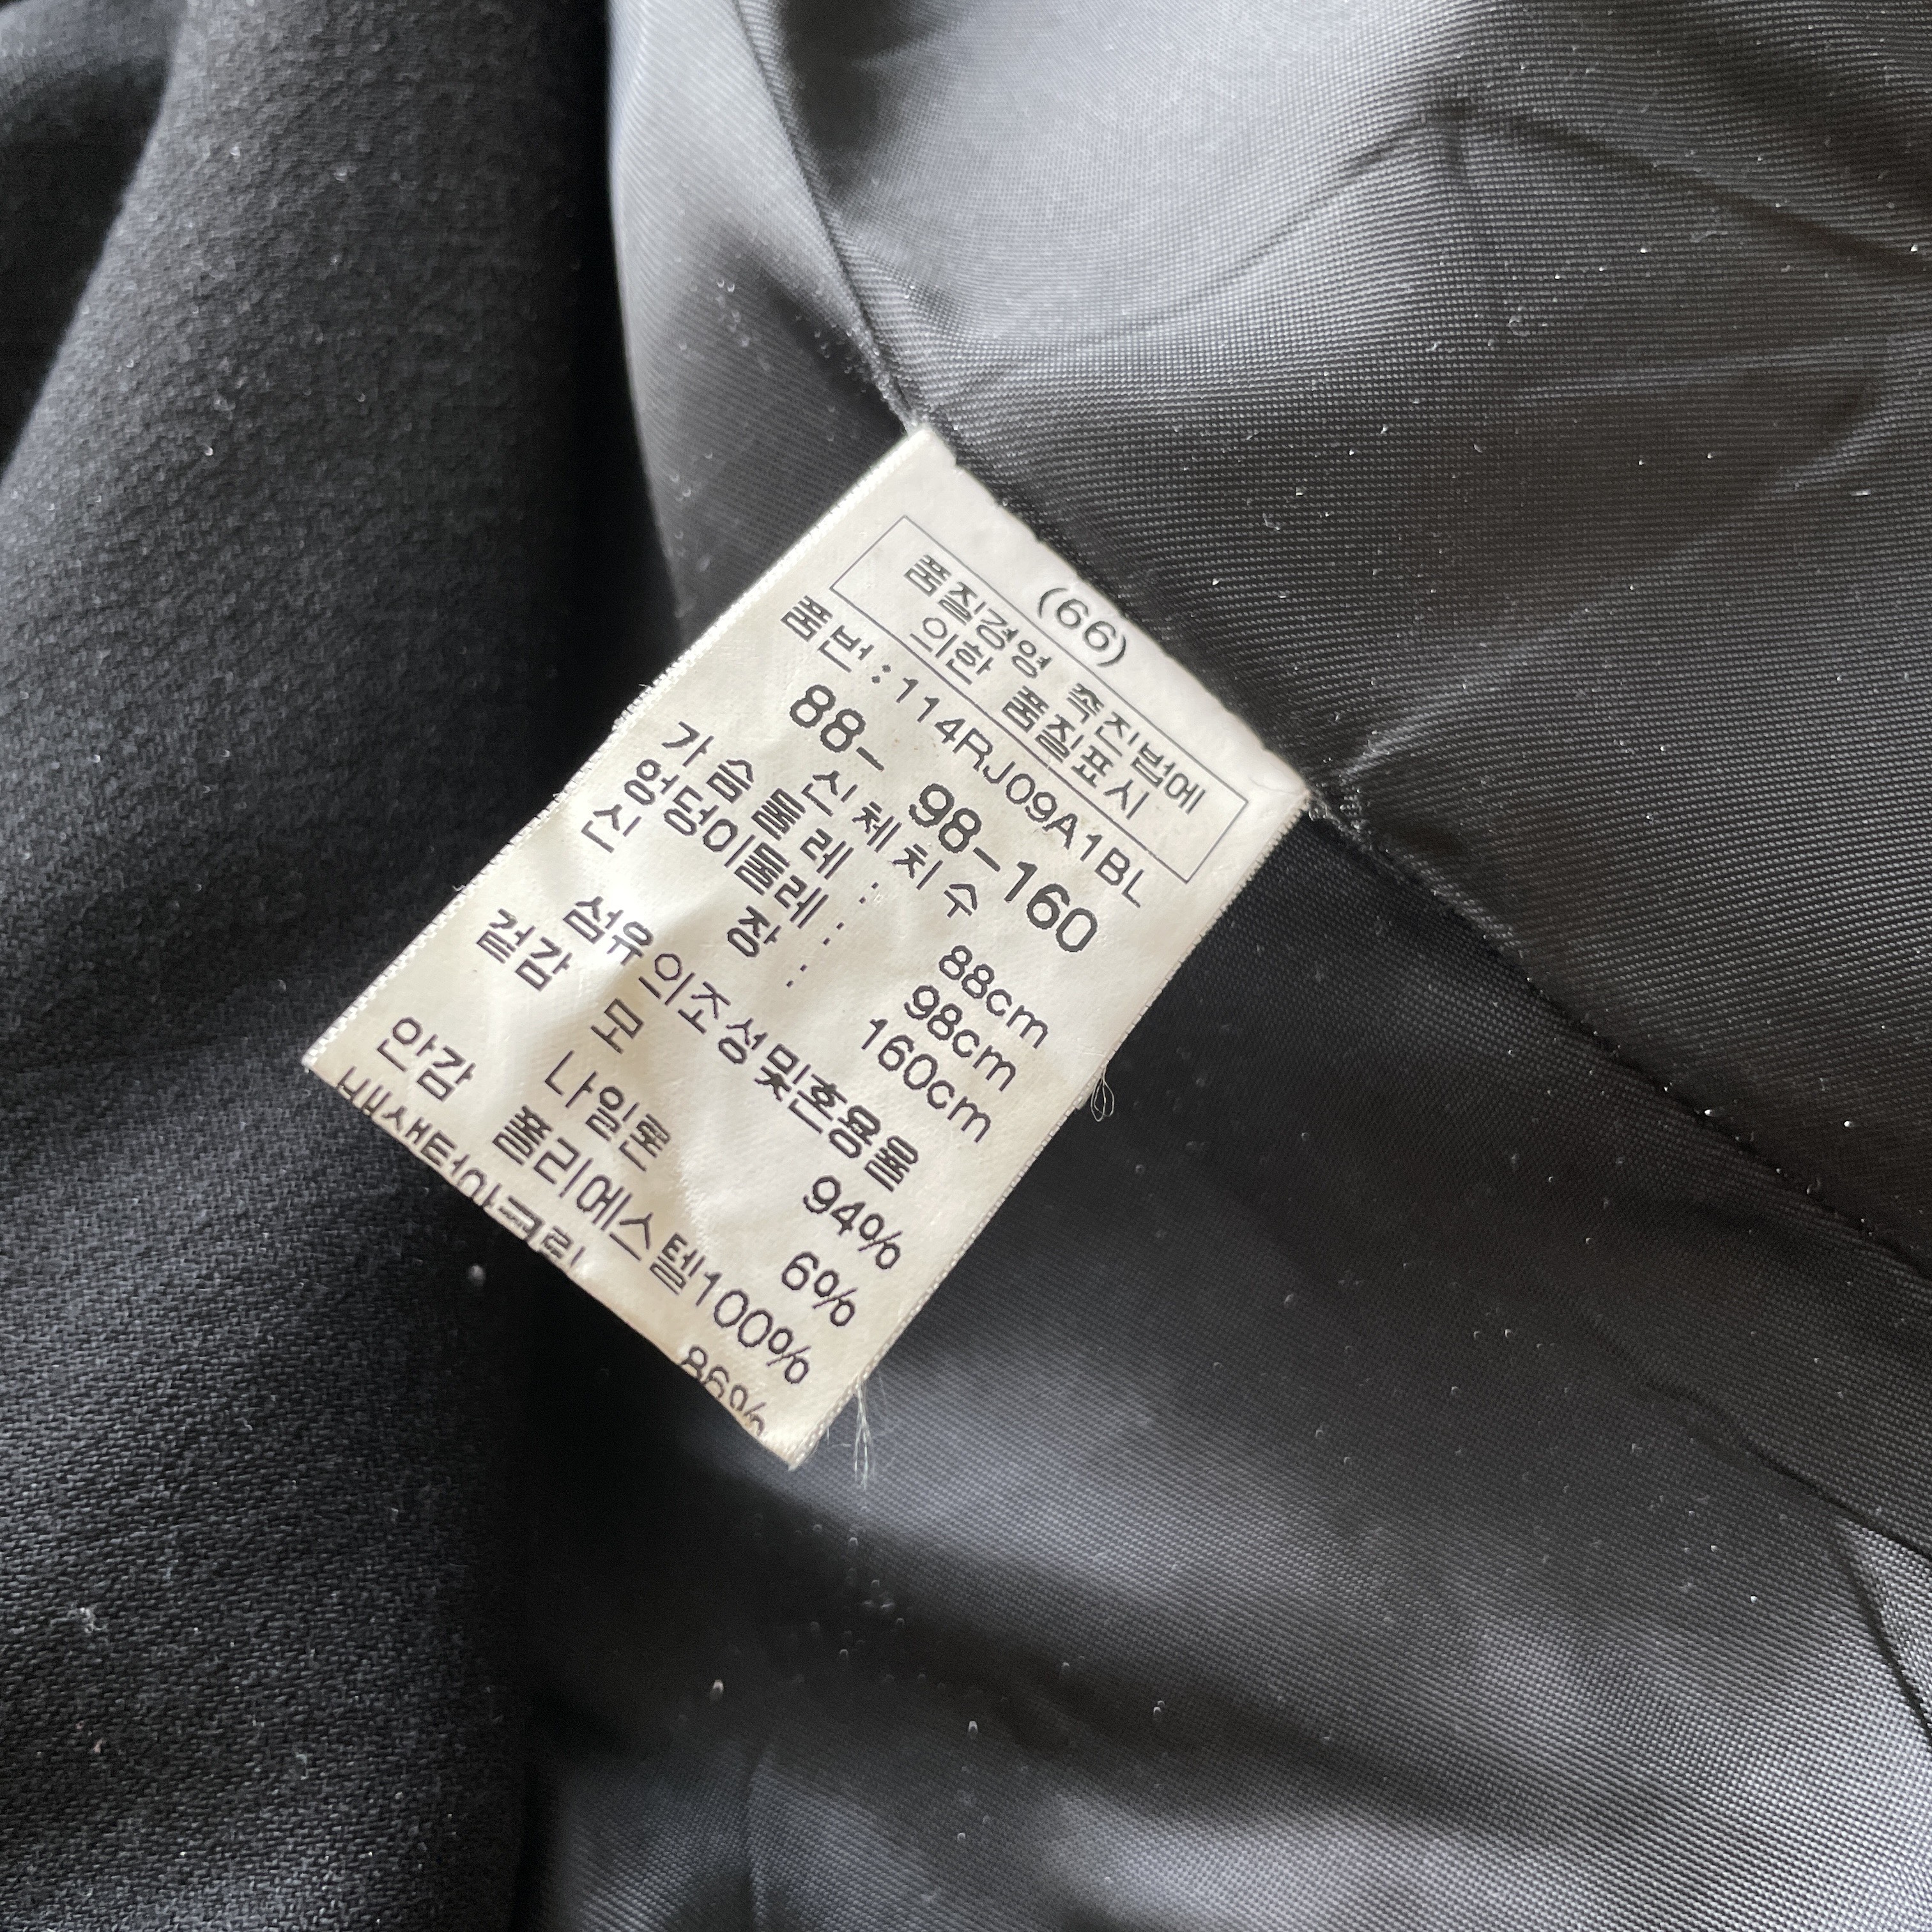 (66)
품질경영 촉진법에
의한 품질표시
품번:114RJ09A1BL
88- 98-160
신체치수
가슴둘레: 88cm
엉덩이둘레: 98cm
신 장: 160cm
섬유의조성및혼용율
겉감 모 94%
나일론 6%
안감 폴리에스텔100%
86%